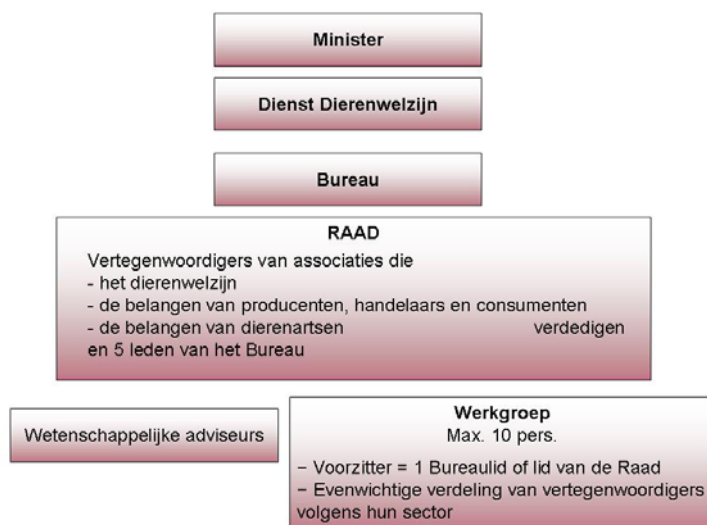 Minister
Dienst Dierenwelzijn
Bureau
RAAD
Vertegenwoordigers van associaties die
- het dierenwelzijn
- de belangen van producenten, handelaars en consumenten
- de belangen van dierenartsen verdedigen
en 5 leden van het Bureau
Wetenschappelijke adviseurs
Werkgroep
Max. 10 pers.
– Voorzitter = 1 Bureaulid of lid van de Raad
– Evenwichtige verdeling van vertegenwoordigers
volgens hun sector